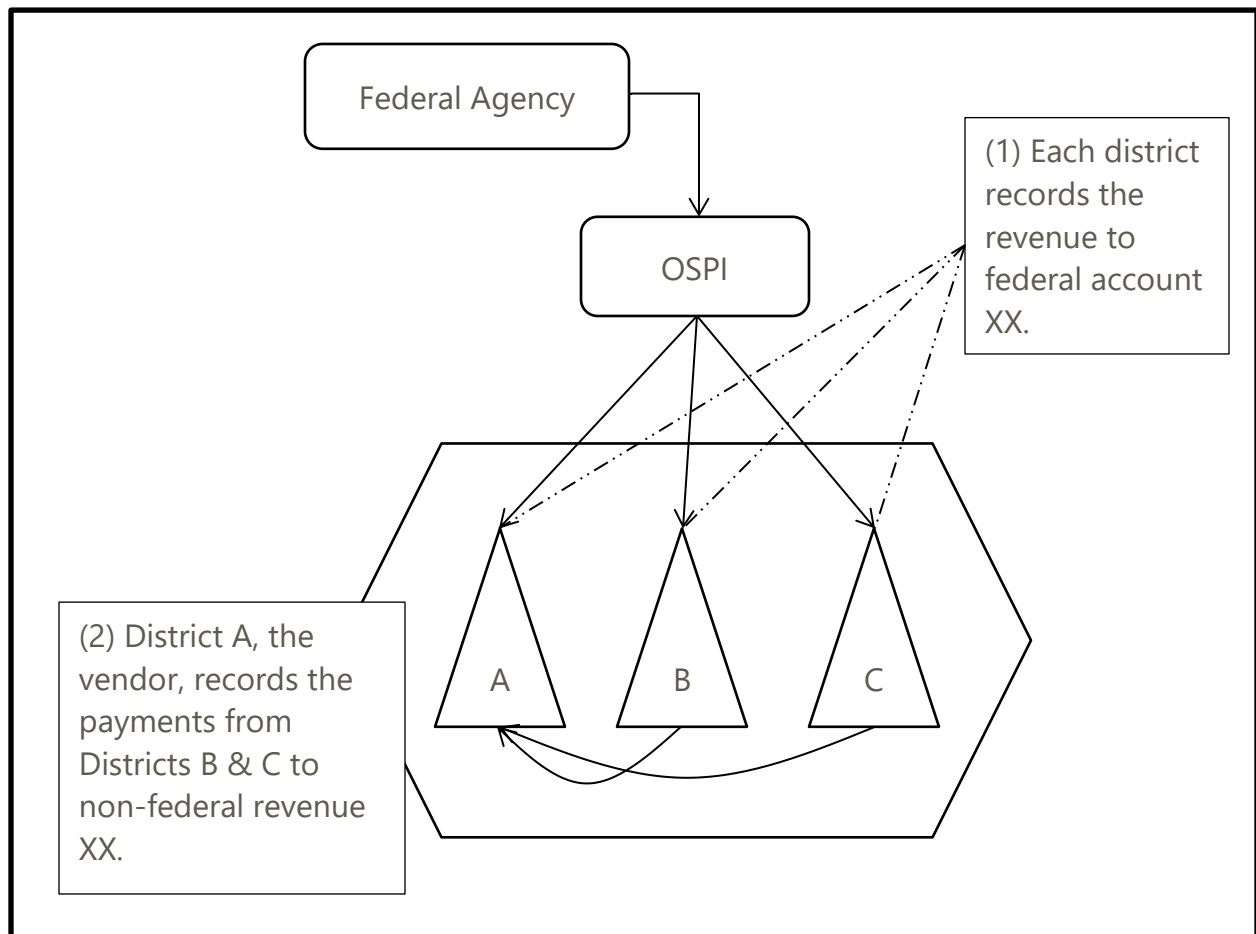 Federal Agency
(1) Each district
records the
revenue to
federal account
XX.
OSPI
(2) District A, the
vendor, records the
payments from
Districts B & C to
non-federal revenue
XX.
A
B
C